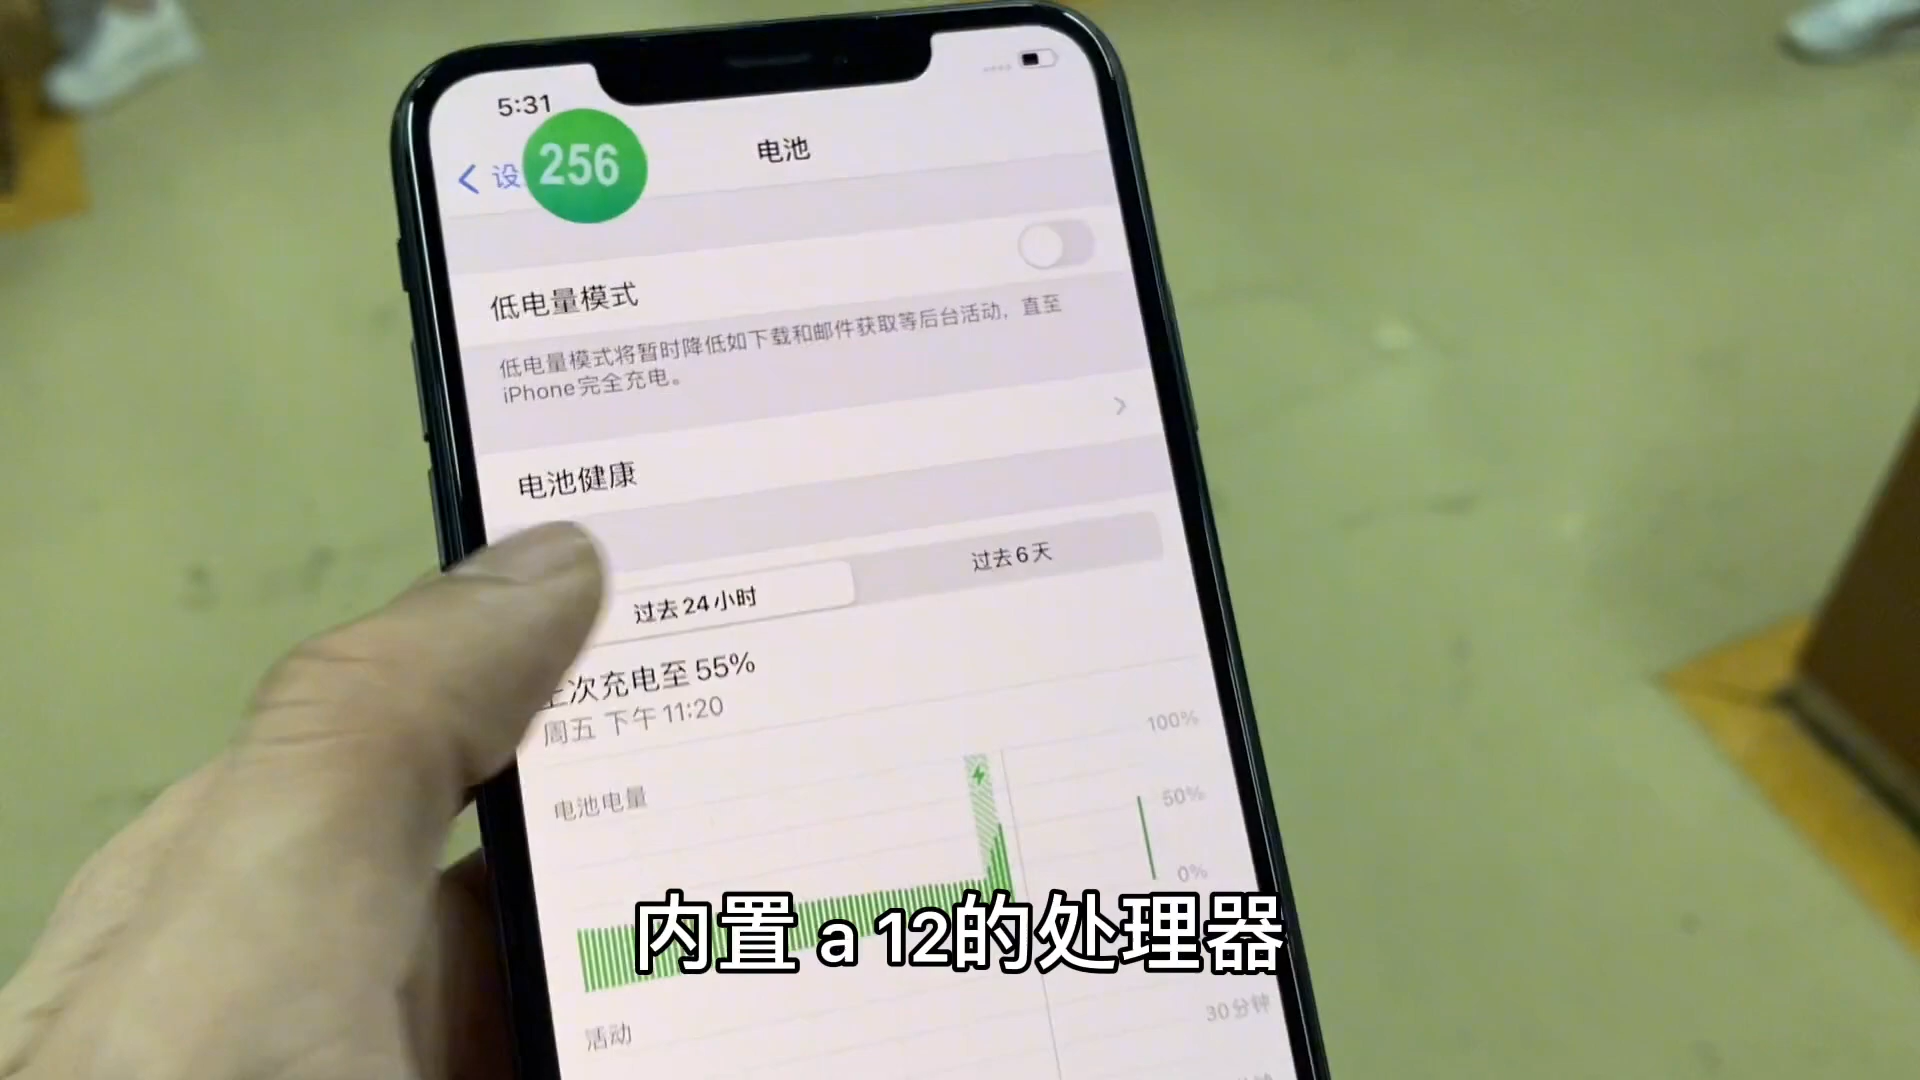 5:31
256
设
电池
低电量模式
低电量模式将暂时降低如下载和邮件获取等后台活动，直至
iPhone完全充电。
电池健康
过去24小时
过去6天
上次充电至55%
周五 下午11:20
100%
电池电量
50%
0%
内置a12的处理器
30分钟
活动